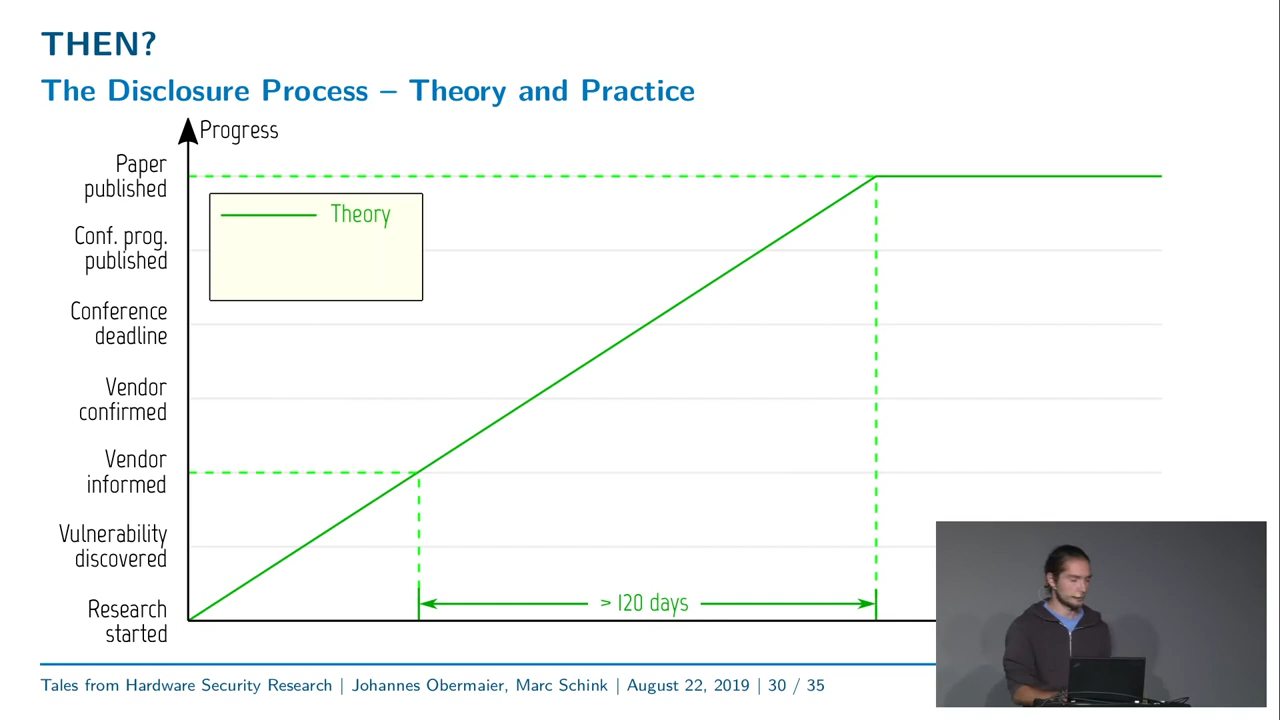 THEN?
The Disclosure Process – Theory and Practice
Progress
Paper
published
Theory
Conf. prog.
published
Conference
deadline
Vendor
confirmed
Vendor
informed
Vulnerability
discovered
> 120 days
Research
started
Tales from Hardware Security Research | Johannes Obermaier, Marc Schink | August 22, 2019 | 30 / 35